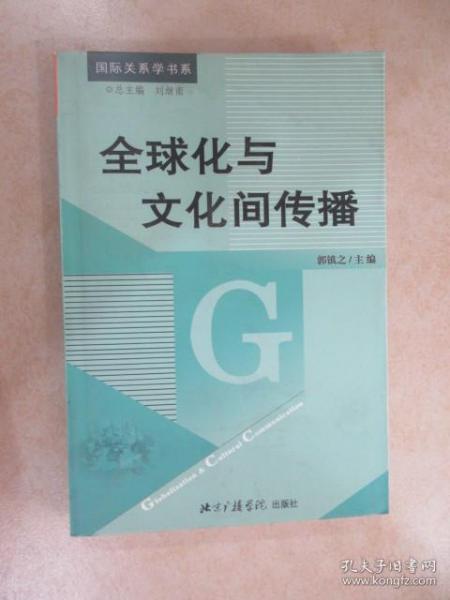 国际关系学书系
◎总主编 刘继南
全球化与
文化间传播
郭镇之/主编
G
Globalization & Cultural Communication
北京广播学院 出版社
孔夫子旧书网
www.kongfz.com